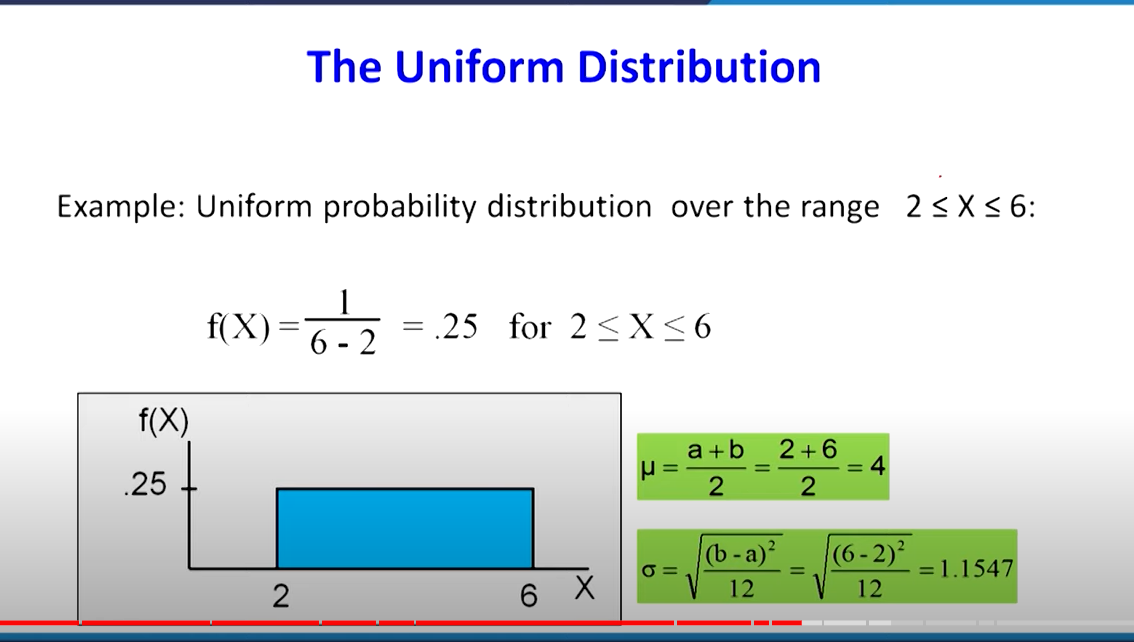 The Uniform Distribution
Example: Uniform probability distribution over the range 2 ≤ X ≤ 6:
f(X) = 1 / (6 - 2) = .25 for 2 ≤ X ≤ 6
f(X)
.25
2 6 X
μ = (a + b) / 2 = (2 + 6) / 2 = 4
σ = √((b - a)² / 12) = √((6 - 2)² / 12) = 1.1547